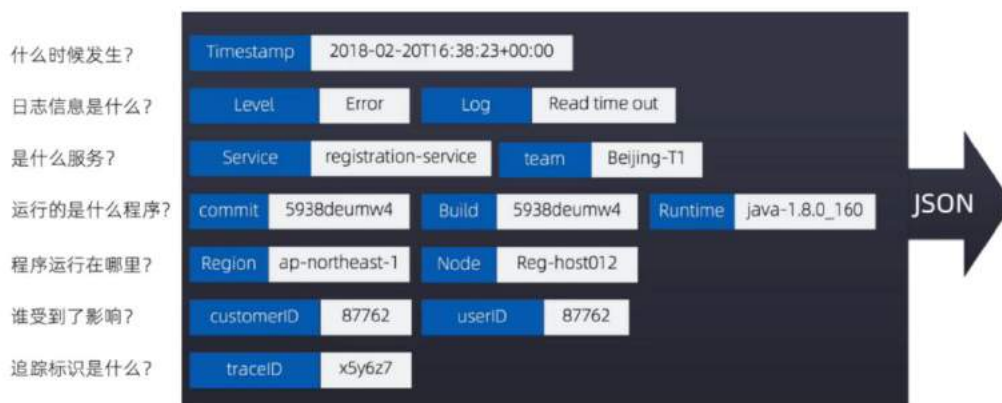 什么时候发生? Timestamp 2018-02-20T16:38:23+00:00
日志信息是什么? Level Error Log Read time out
是什么服务? Service registration-service team Beijing-T1
运行的是什么程序? commit 5938deumw4 Build 5938deumw4 Runtime java-1.8.0_160
JSON
程序运行在哪里? Region ap-northeast-1 Node Reg-host012
谁受到了影响? customerID 87762 userID 87762
追踪标识是什么? traceID x5y6z7